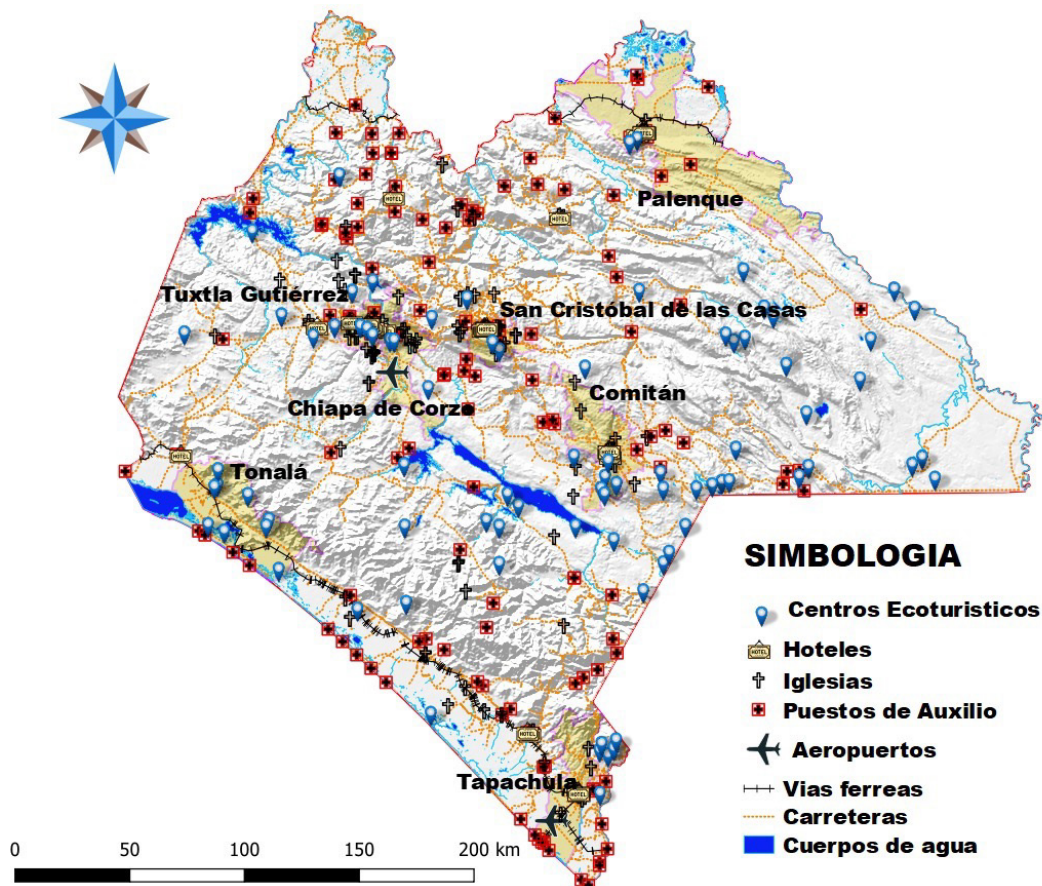 Palenque
Tuxtla Gutiérrez
San Cristóbal de las Casas
Comitán
Chiapa de Corzo
Tonalá
Tapachula
SIMBOLOGIA
Centros Ecoturisticos
HOTEL Hoteles
Iglesias
Puestos de Auxilio
Aeropuertos
Vias ferreas
Carreteras
Cuerpos de agua
0 50 100 150 200 km